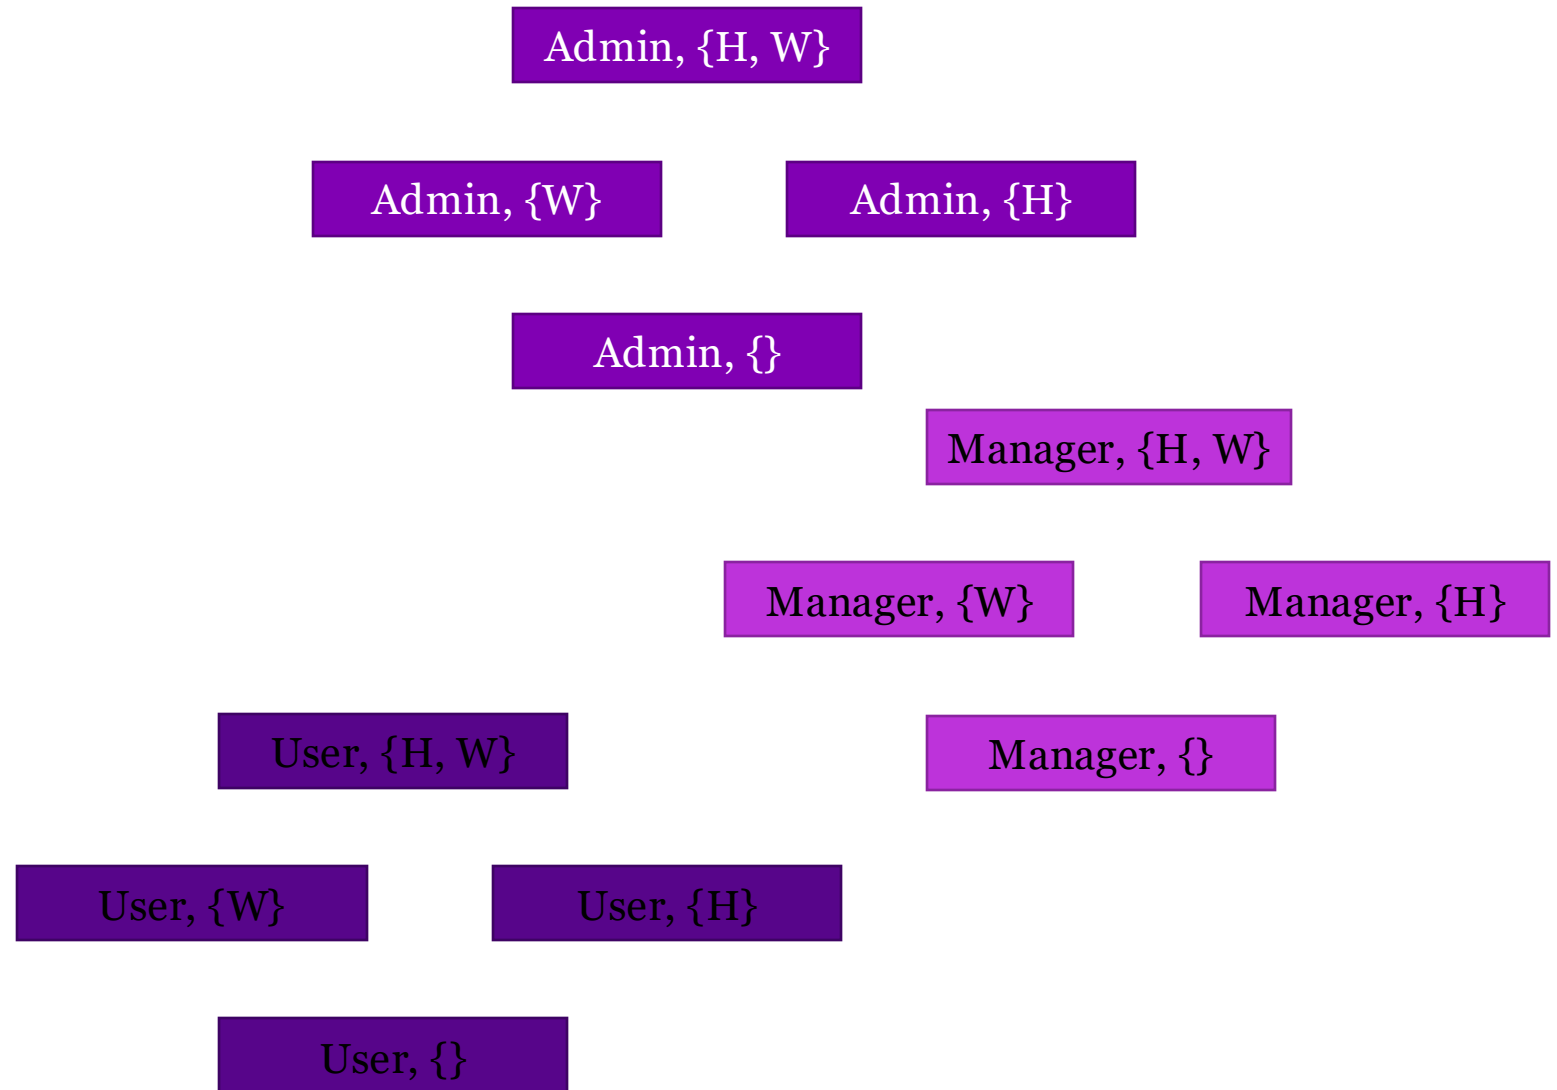 Admin, {H, W}
Admin, {W}
Admin, {H}
Admin, {}
Manager, {H, W}
Manager, {W}
Manager, {H}
User, {H, W}
Manager, {}
User, {W}
User, {H}
User, {}